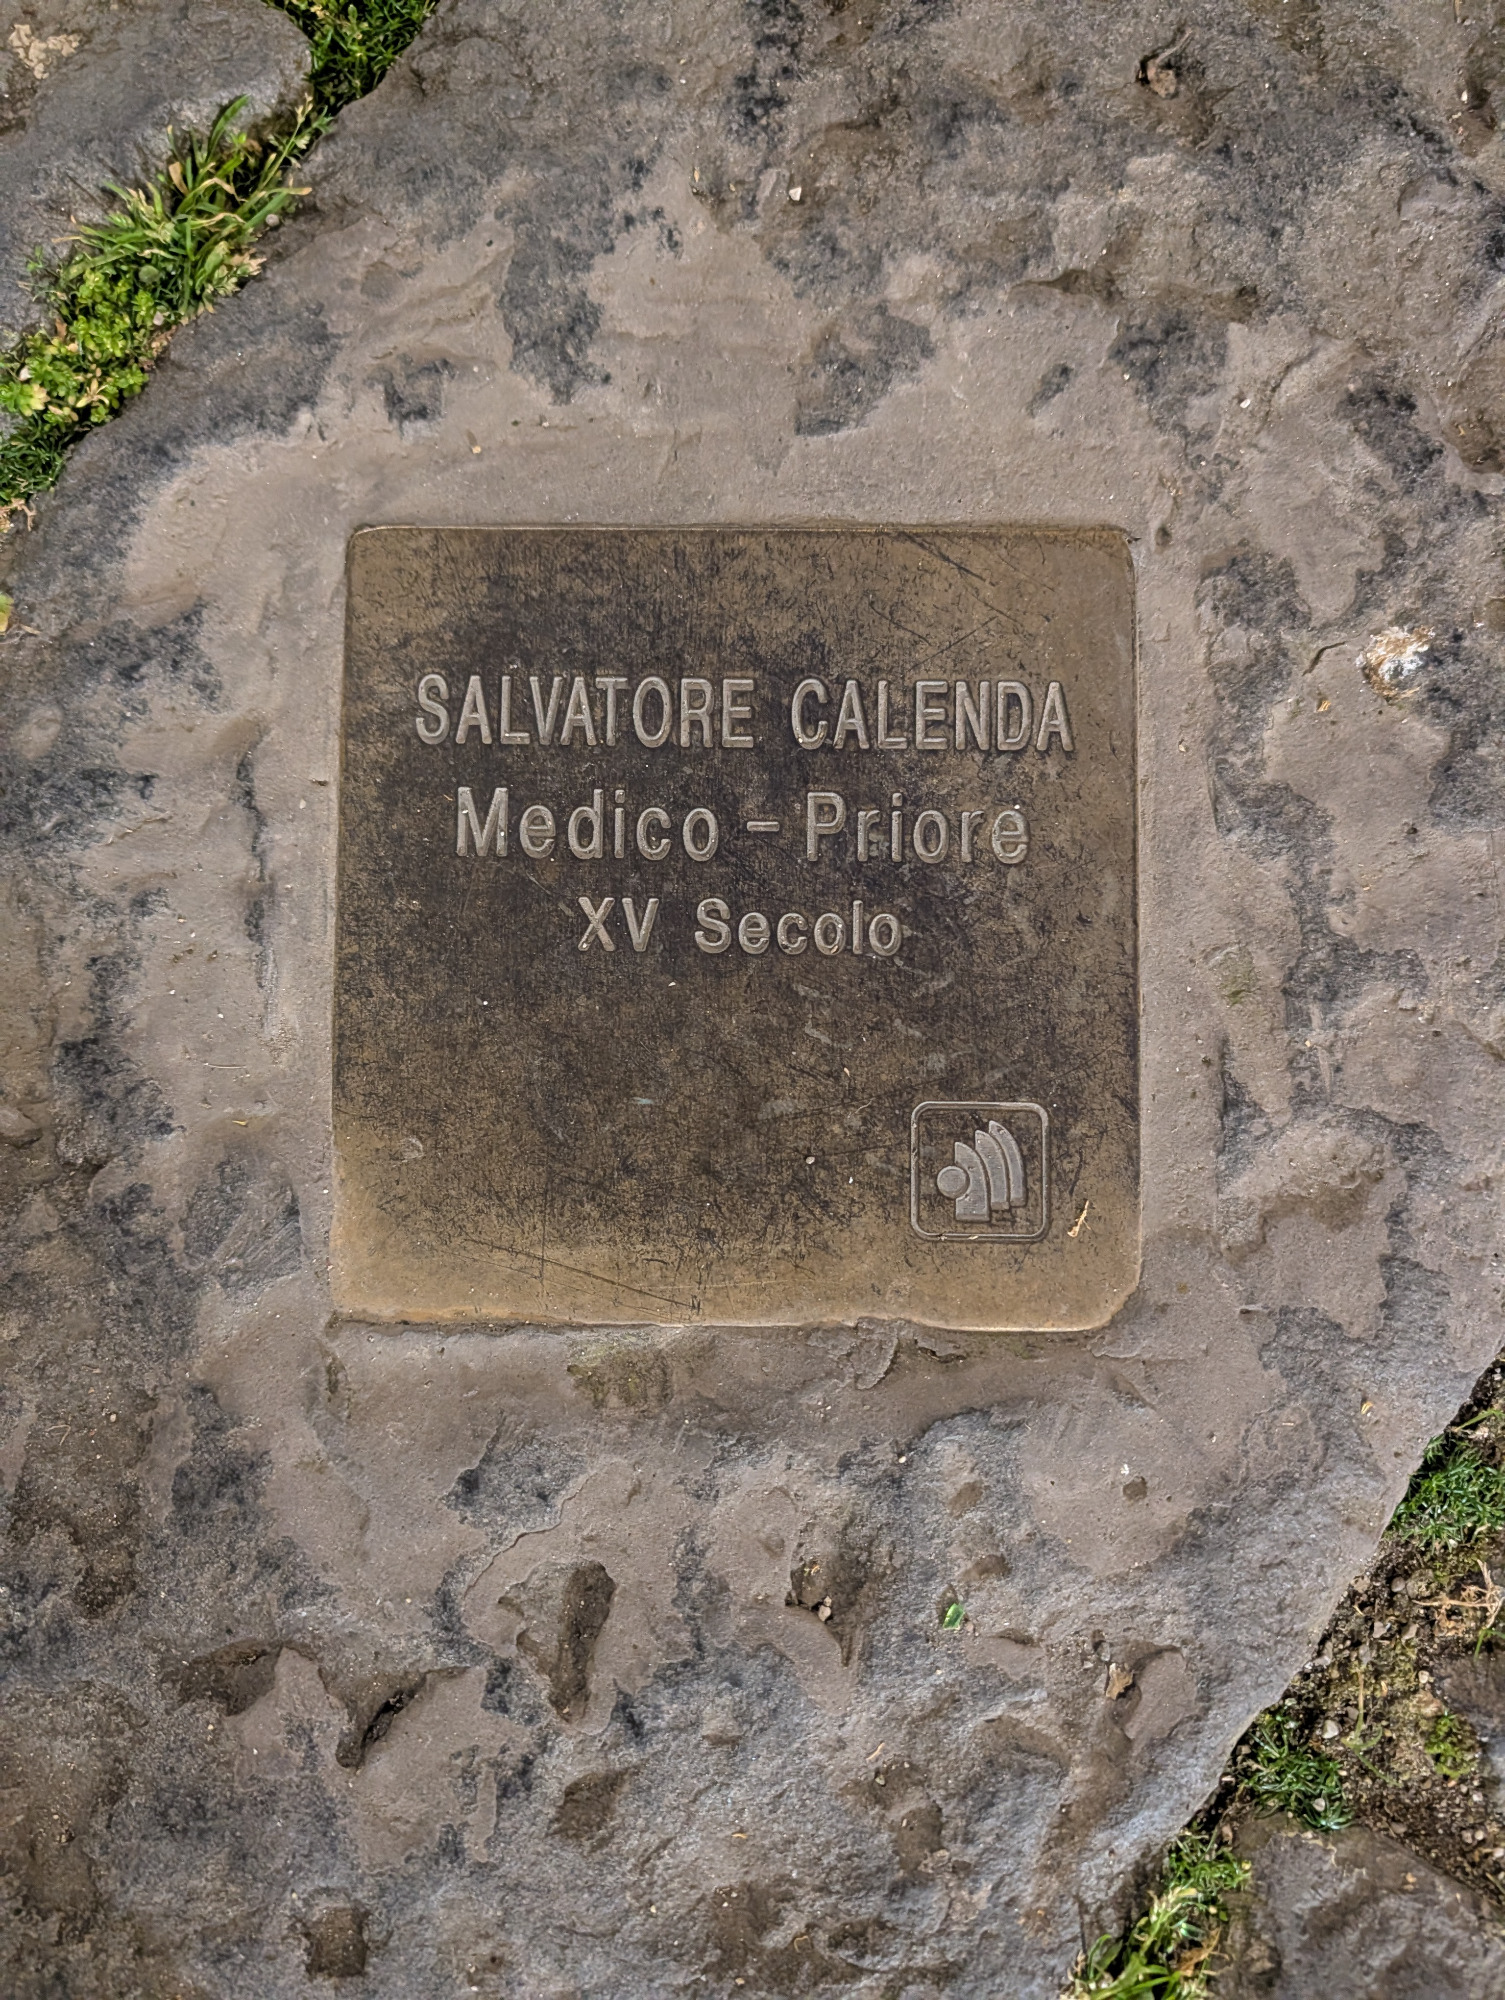 SALVATORE CALENDA
Medico - Priore
XV Secolo